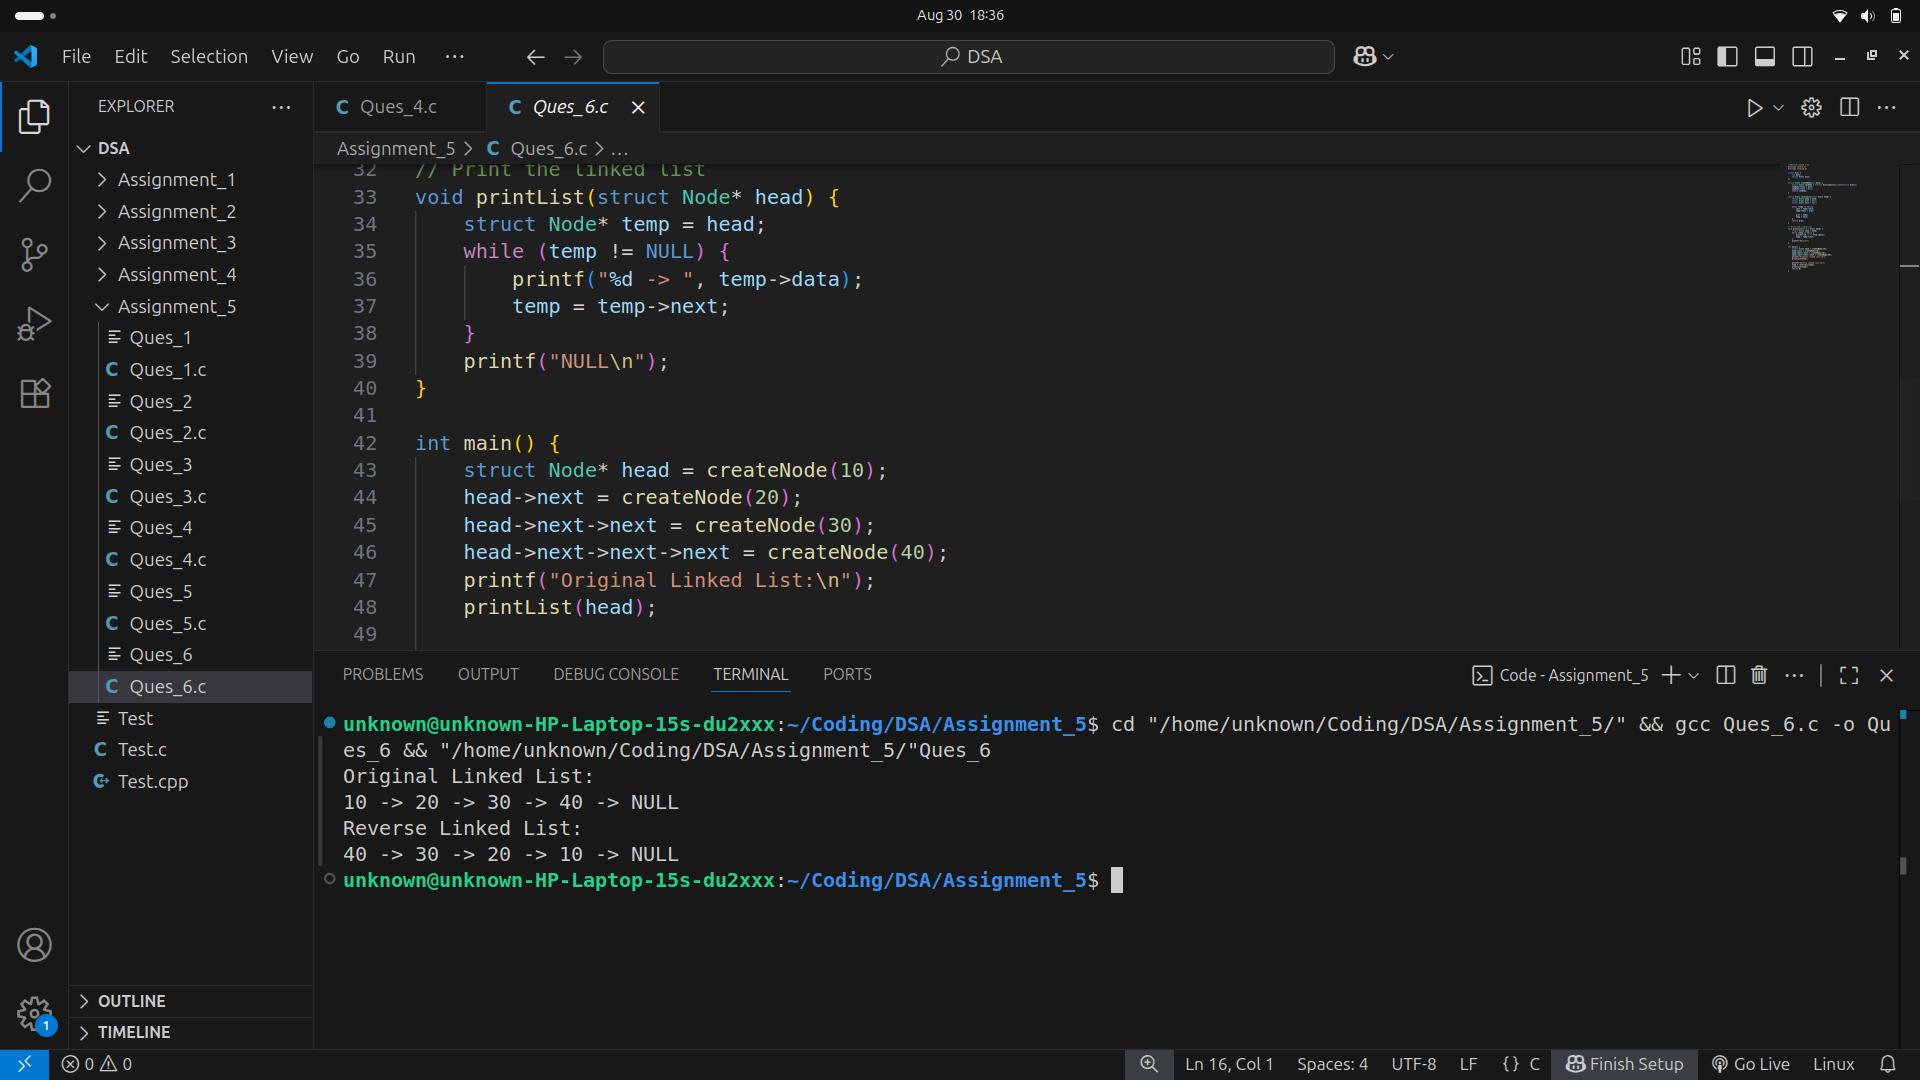 Aug 30 18:36
File Edit Selection View Go Run ··· DSA
EXPLORER ···
DSA
Assignment_1
Assignment_2
Assignment_3
Assignment_4
Assignment_5
Ques_1
C Ques_1.c
Ques_2
C Ques_2.c
Ques_3
C Ques_3.c
Ques_4
C Ques_4.c
Ques_5
C Ques_5.c
Ques_6
C Ques_6.c
Test
C Test.c
Test.cpp
OUTLINE
TIMELINE
1
C Ques_4.c C Ques_6.c
Assignment_5 > C Ques_6.c > ...
32 // Print the linked list
33 void printList(struct Node* head) {
34 struct Node* temp = head;
35 while (temp != NULL) {
36 printf("%d -> ", temp->data);
37 temp = temp->next;
38 }
39 printf("NULL\n");
40 }
41
42 int main() {
43 struct Node* head = createNode(10);
44 head->next = createNode(20);
45 head->next->next = createNode(30);
46 head->next->next->next = createNode(40);
47 printf("Original Linked List:\n");
48 printList(head);
49
PROBLEMS OUTPUT DEBUG CONSOLE TERMINAL PORTS Code - Assignment_5
unknown@unknown-HP-Laptop-15s-du2xxx:~/Coding/DSA/Assignment_5$ cd "/home/unknown/Coding/DSA/Assignment_5/" && gcc Ques_6.c -o Qu
es_6 && "/home/unknown/Coding/DSA/Assignment_5/"Ques_6
Original Linked List:
10 -> 20 -> 30 -> 40 -> NULL
Reverse Linked List:
40 -> 30 -> 20 -> 10 -> NULL
unknown@unknown-HP-Laptop-15s-du2xxx:~/Coding/DSA/Assignment_5$
0 0 Ln 16, Col 1 Spaces: 4 UTF-8 LF {} C Finish Setup Go Live Linux